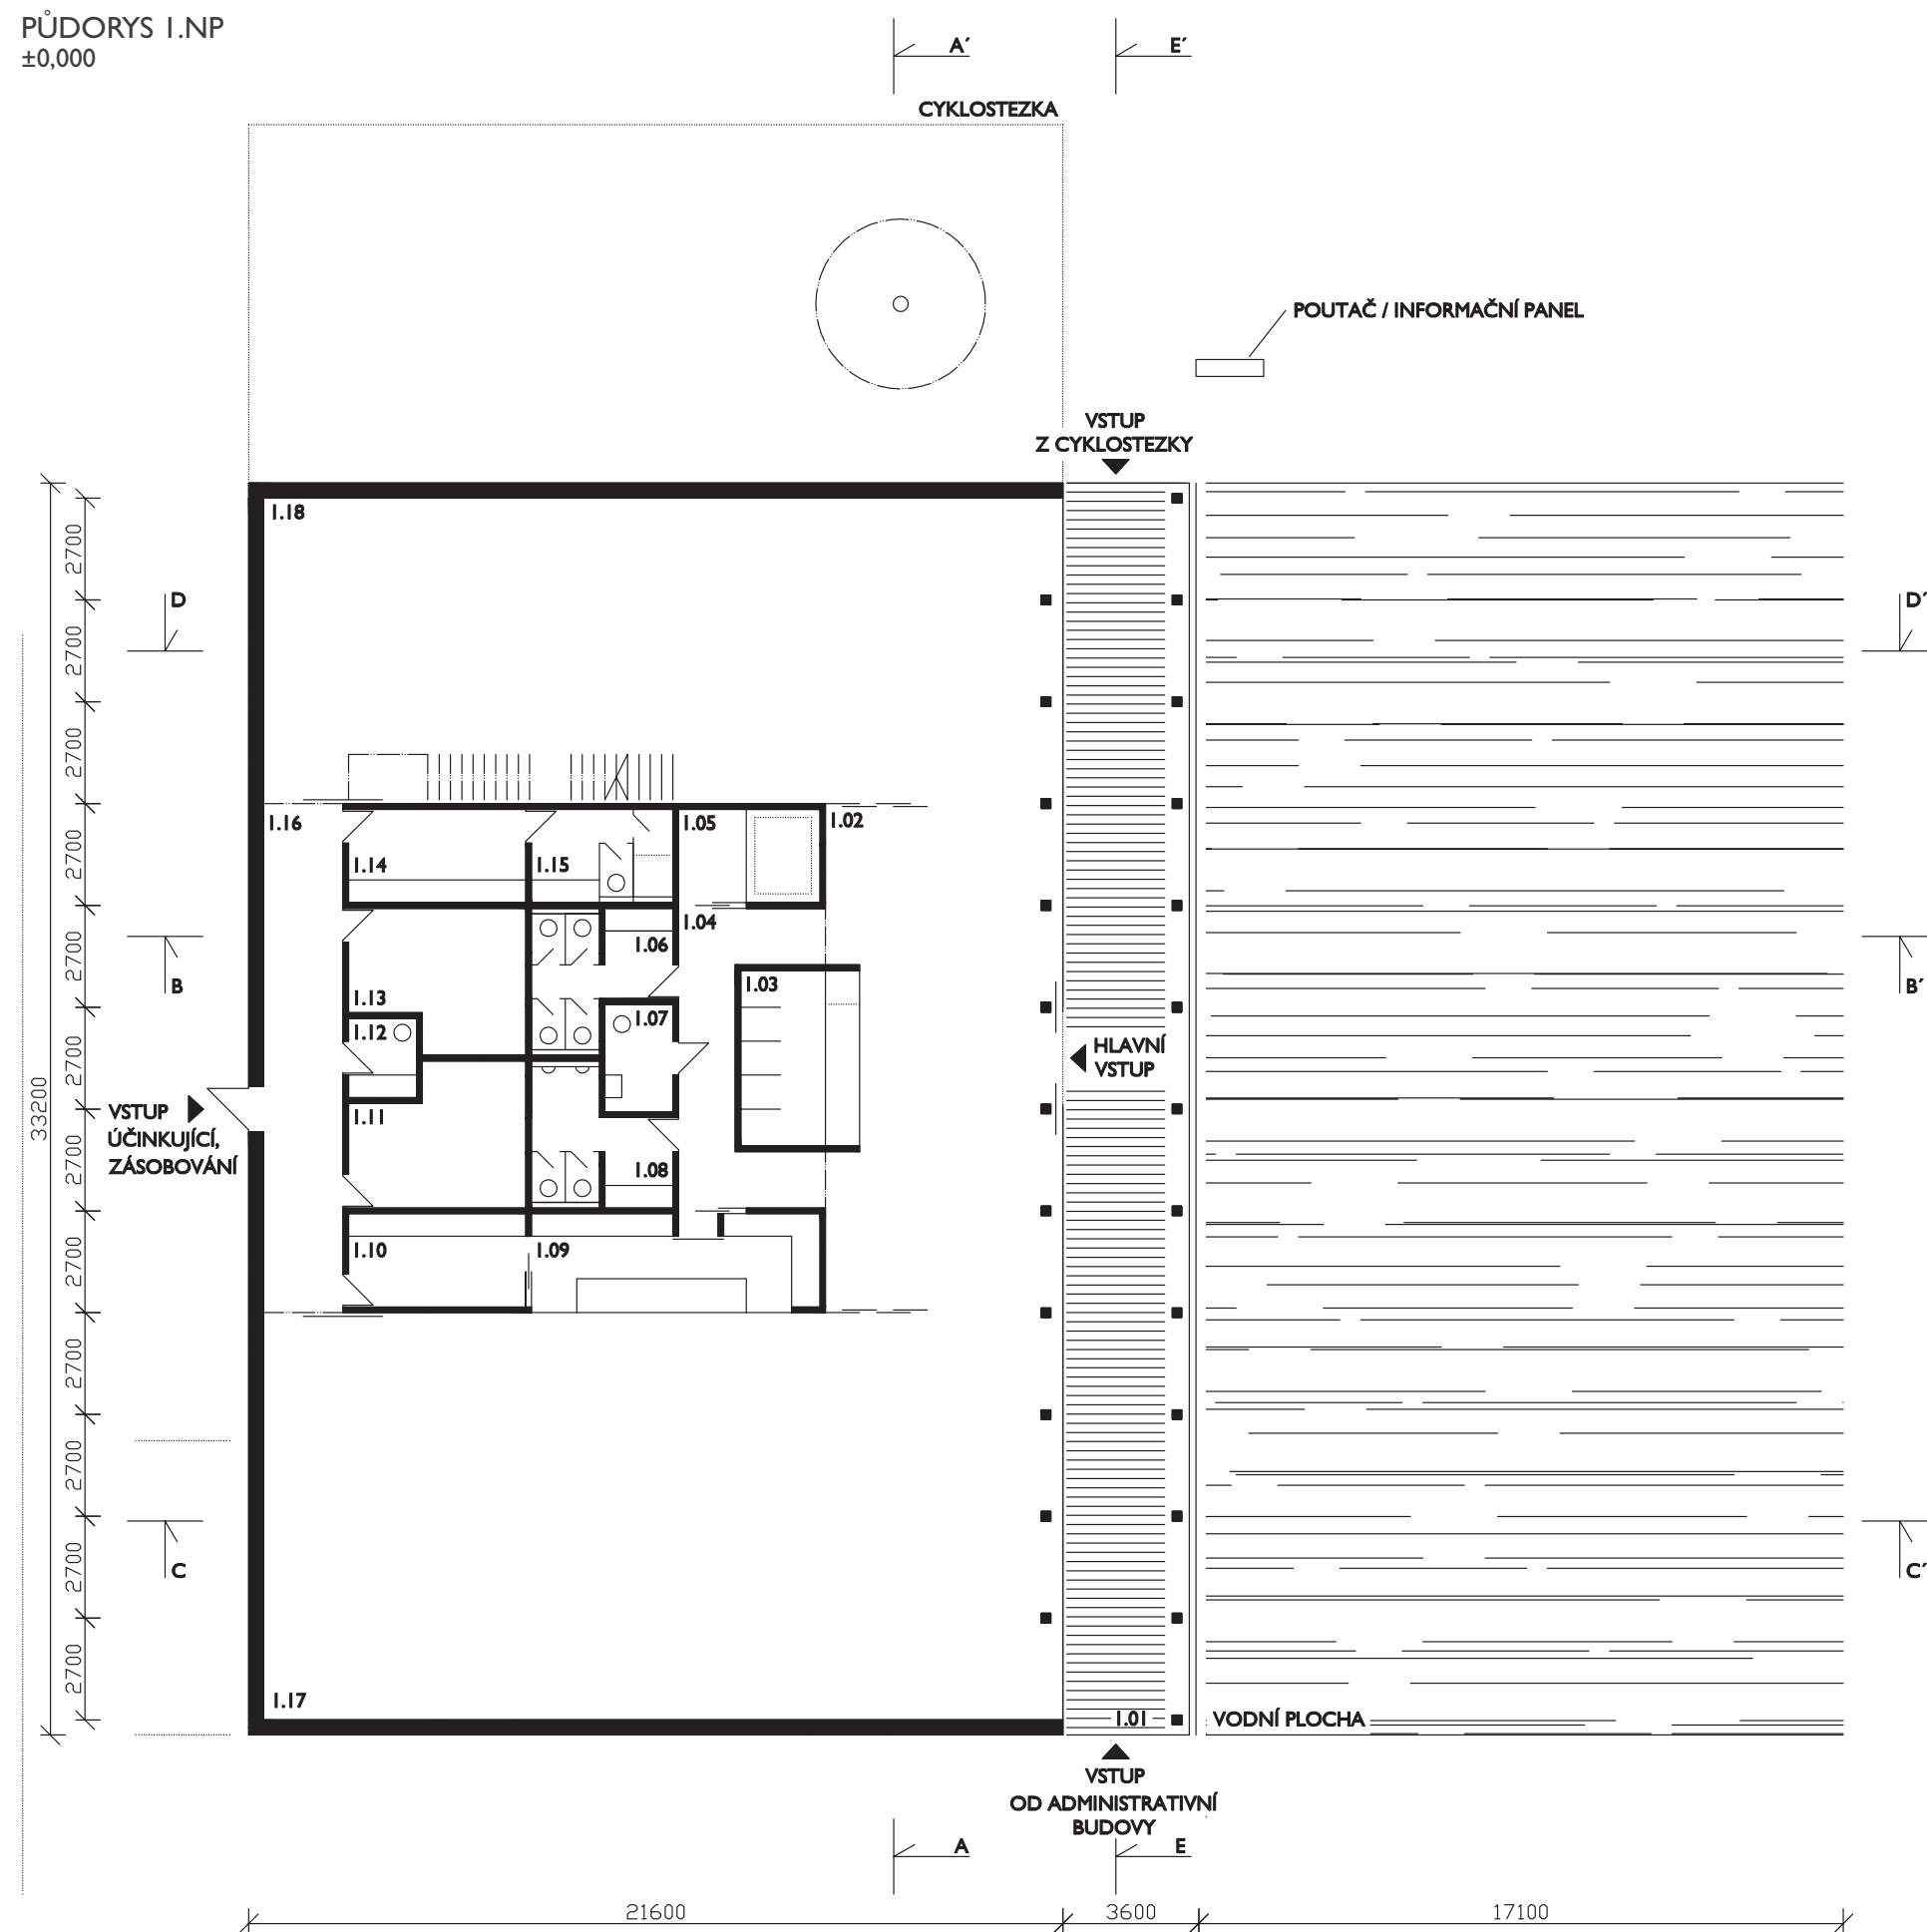 PŮDORYS 1.NP
±0,000
A´
E´
CYKLOSTEZKA
POUTAČ / INFORMAČNÍ PANEL
VSTUP
Z CYKLOSTEZKY
1.18
2700
D
D´
2700
2700
1.16
1.05
1.02
1.14
1.15
2700
1.04
1.06
2700
B
B´
1.13
1.03
1.12
1.07
2700
HLAVNÍ
VSTUP
33200
VSTUP
ÚČINKUJÍCÍ,
ZÁSOBOVÁNÍ
1.11
2700
1.08
2700
1.10
1.09
2700
2700
C
C´
2700
2700
1.17
1.01
VODNÍ PLOCHA
VSTUP
OD ADMINISTRATIVNÍ
BUDOVY
A
E
21600
3600
17100